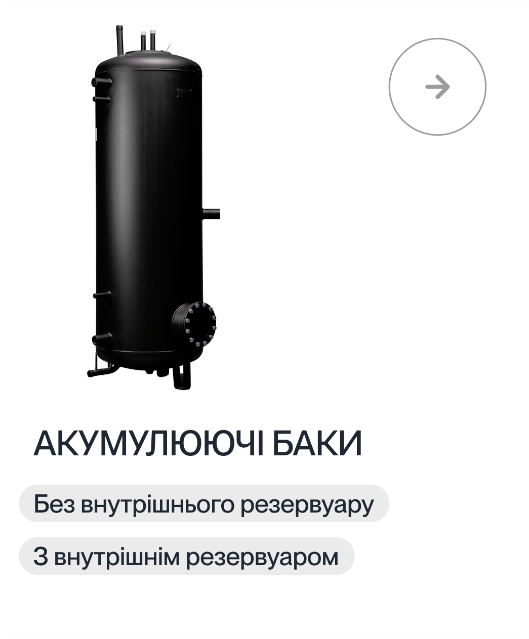 АКУМУЛЮЮЧІ БАКИ
Без внутрішнього резервуару
З внутрішнім резервуаром